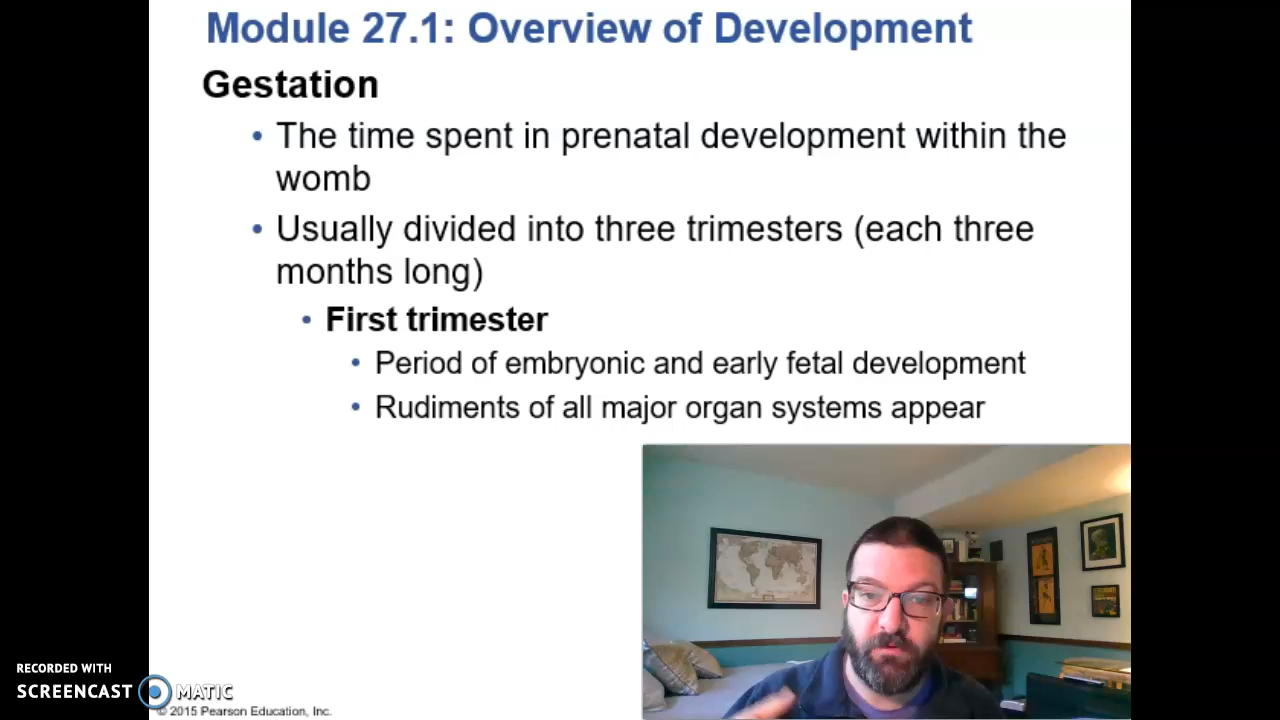 Module 27.1: Overview of Development
Gestation
• The time spent in prenatal development within the
womb
• Usually divided into three trimesters (each three
months long)
• First trimester
• Period of embryonic and early fetal development
• Rudiments of all major organ systems appear
RECORDED WITH
SCREENCAST MATIC
© 2015 Pearson Education, Inc.